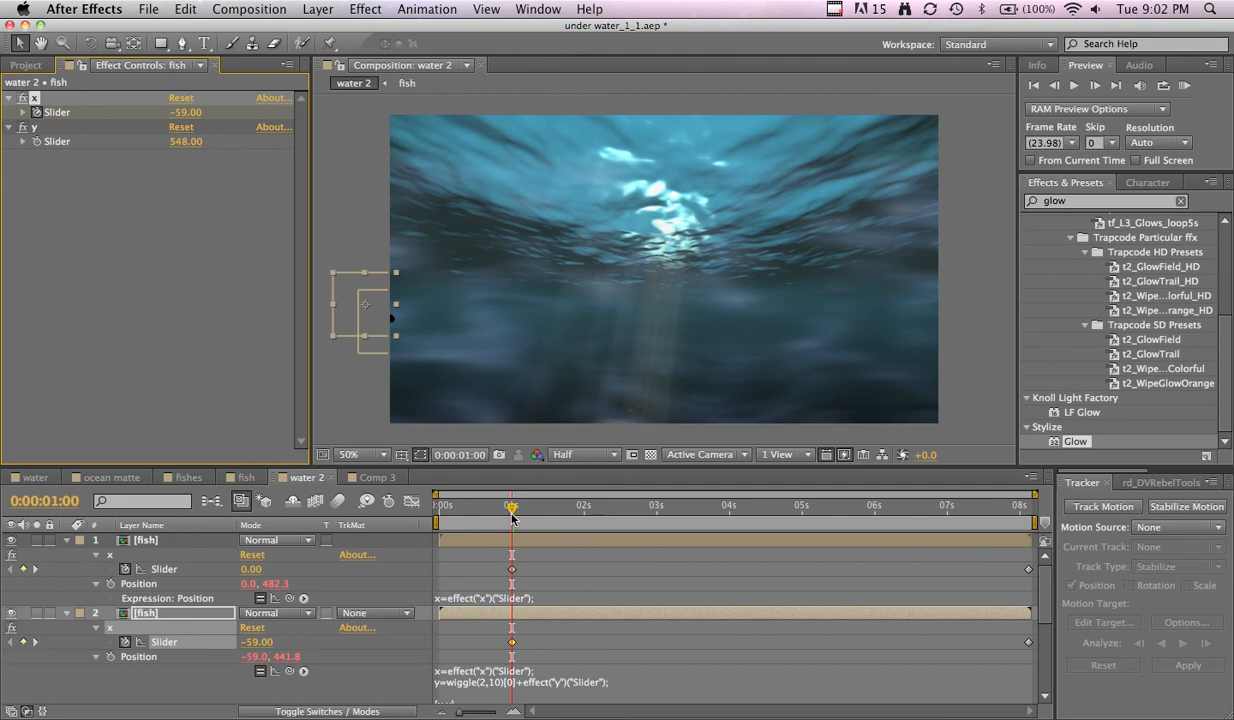 After Effects File Edit Composition Layer Effect Animation View Window Help 15 (100%) Tue 9:02 PM
under water_1_1.aep *
Workspace: Standard Search Help
Project Effect Controls: fish Composition: water 2 Info Preview Audio
water 2 • fish water 2 fish
fx x Reset About...
Slider -59.00
fx y Reset About...
Slider 548.00
RAM Preview Options
Frame Rate Skip Resolution
(23.98) 0 Auto
From Current Time Full Screen
Effects & Presets Character
glow
tf_L3_Glows_loop5s
Trapcode Particular ffx
Trapcode HD Presets
t2_GlowField_HD
t2_GlowTrail_HD
t2_Wipe...lorful_HD
t2_Wipe...range_HD
Trapcode SD Presets
t2_GlowField
t2_GlowTrail
t2_Wipe...Colorful
t2_WipeGlowOrange
Knoll Light Factory
LF Glow
Stylize
Glow
50% 0:00:01:00 Half Active Camera 1 View +0.0
water ocean matte fishes fish water 2 Comp 3
0:00:01:00
:00s 02s 03s 04s 05s 06s 07s 08s
# Layer Name Mode T TrkMat
1 [fish] Normal
fx x Reset About...
Slider 0.00
Position 0.0, 482.3
Expression: Position x=effect("x")("Slider");
2 [fish] Normal None
fx x Reset About...
Slider -59.00
Position -59.0, 441.8
x=effect("x")("Slider");
y=wiggle(2,10)[0]+effect("y")("Slider");
Toggle Switches / Modes
Tracker rd_DVRebelTools
Track Motion Stabilize Motion
Motion Source: None
Current Track: None
Track Type: Stabilize
Position Rotation Scale
Motion Target:
Edit Target... Options...
Analyze:
Reset Apply